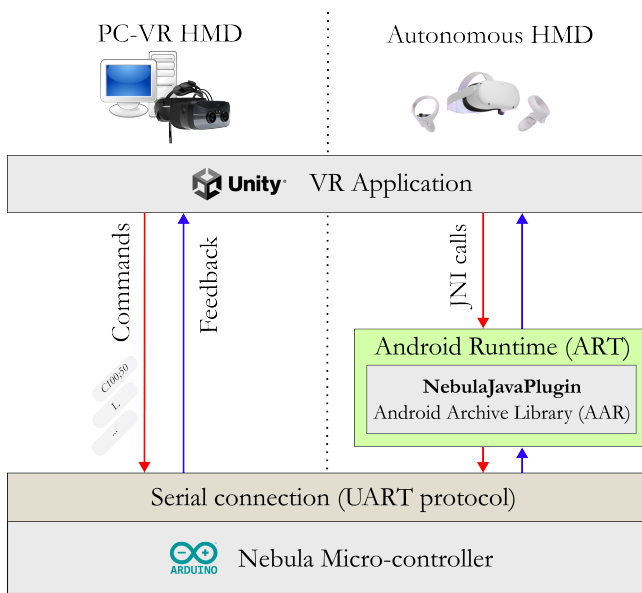 PC-VR HMD
Autonomous HMD
Unity VR Application
Commands
Feedback
JNI calls
C100;50
L
...
Android Runtime (ART)
NebulaJavaPlugin
Android Archive Library (AAR)
Serial connection (UART protocol)
ARDUINO Nebula Micro-controller